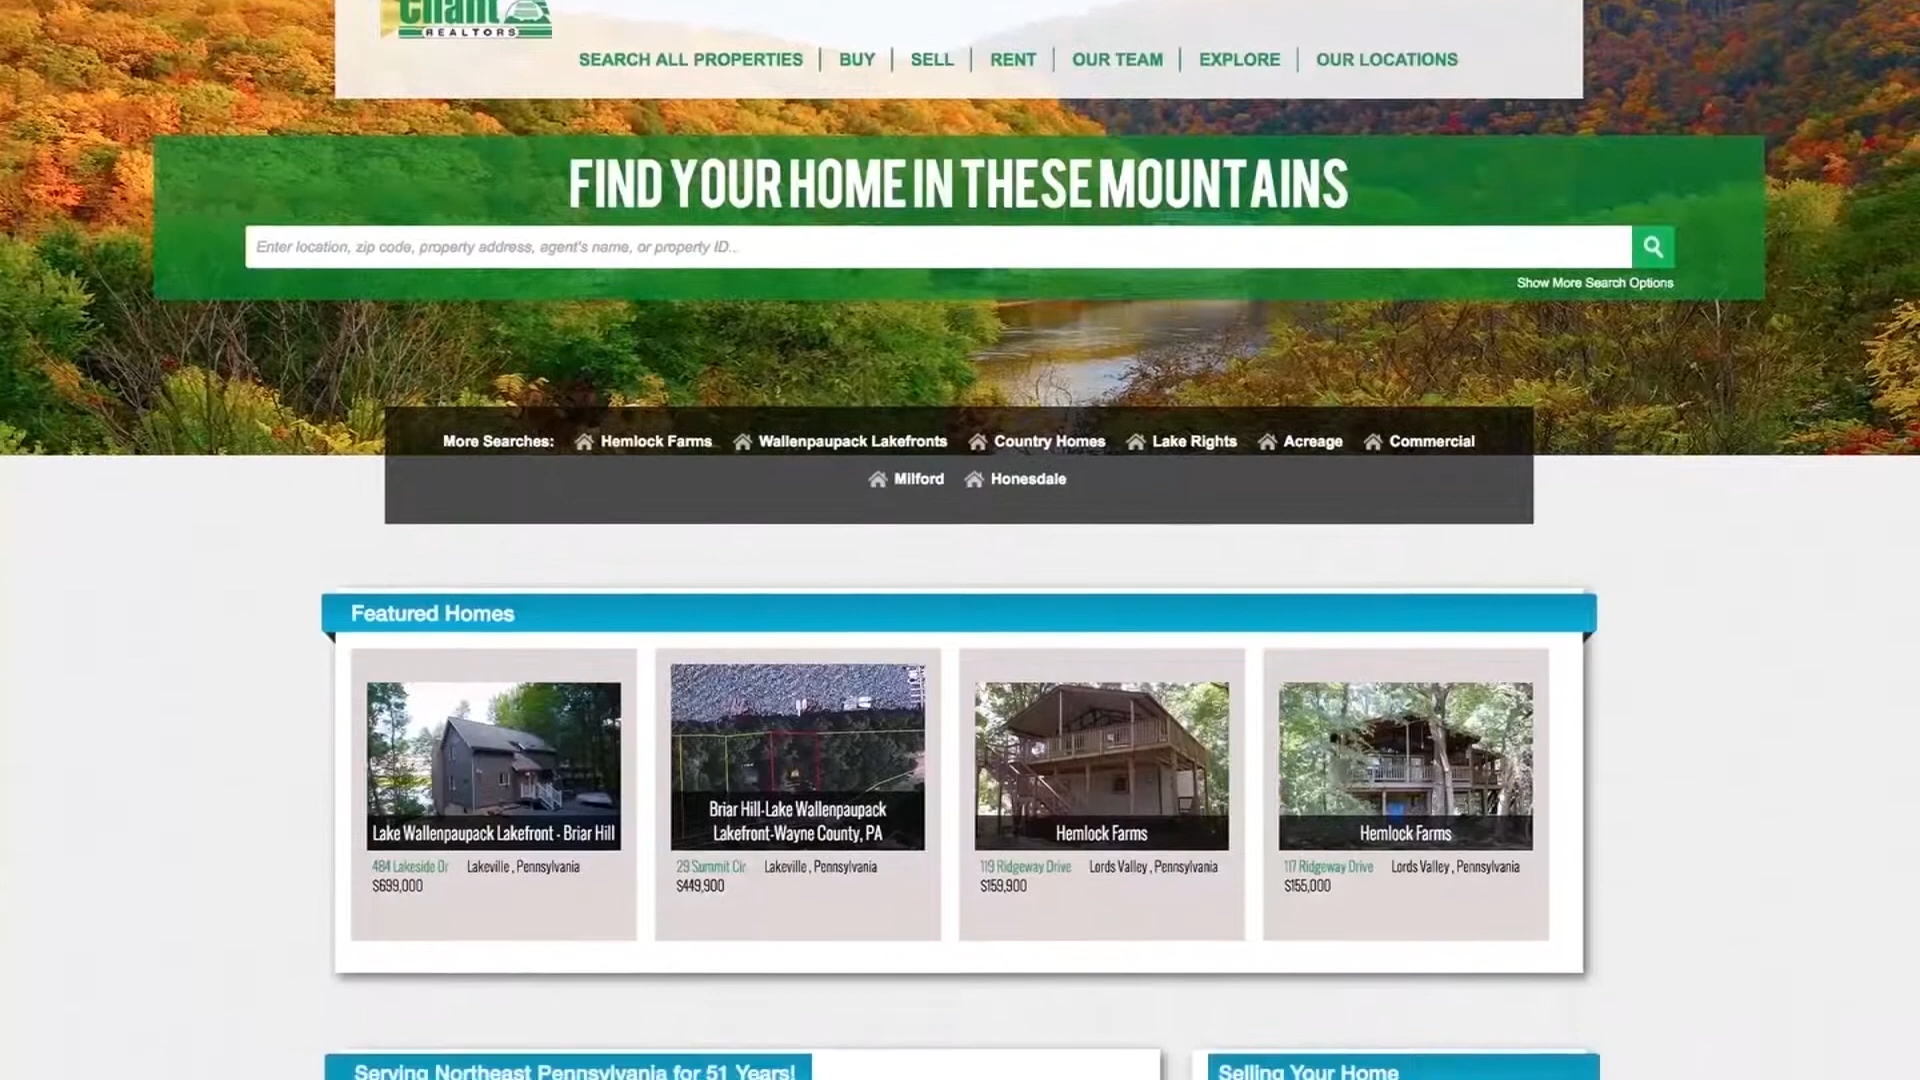 Chant
REALTORS
SEARCH ALL PROPERTIES
BUY
SELL
RENT
OUR TEAM
EXPLORE
OUR LOCATIONS
FIND YOUR HOME IN THESE MOUNTAINS
Enter location, zip code, property address, agent's name, or property ID...
Show More Search Options
More Searches: Hemlock Farms Wallenpaupack Lakefronts Country Homes Lake Rights Acreage Commercial
Milford Honesdale
Featured Homes
Lake Wallenpaupack Lakefront - Briar Hill
484 Lakeside Dr Lakeville , Pennsylvania
$699,000
Briar Hill-Lake Wallenpaupack
Lakefront-Wayne County, PA
29 Summit Cir Lakeville , Pennsylvania
$449,900
Hemlock Farms
119 Ridgeway Drive Lords Valley , Pennsylvania
$159,900
Hemlock Farms
117 Ridgeway Drive Lords Valley , Pennsylvania
$155,000
Serving Northeast Pennsylvania for 51 Years!
Selling Your Home